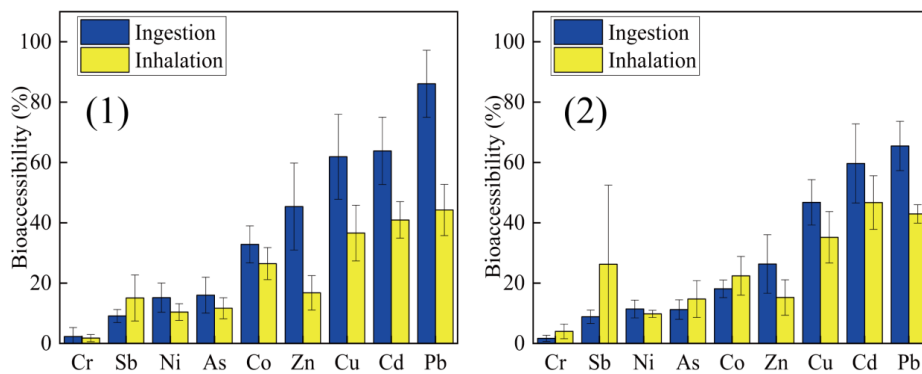 Ingestion
Inhalation
(1)
Bioaccessibility (%)
100
80
60
40
20
0
Cr Sb Ni As Co Zn Cu Cd Pb
Ingestion
Inhalation
(2)
Bioaccessibility (%)
100
80
60
40
20
0
Cr Sb Ni As Co Zn Cu Cd Pb